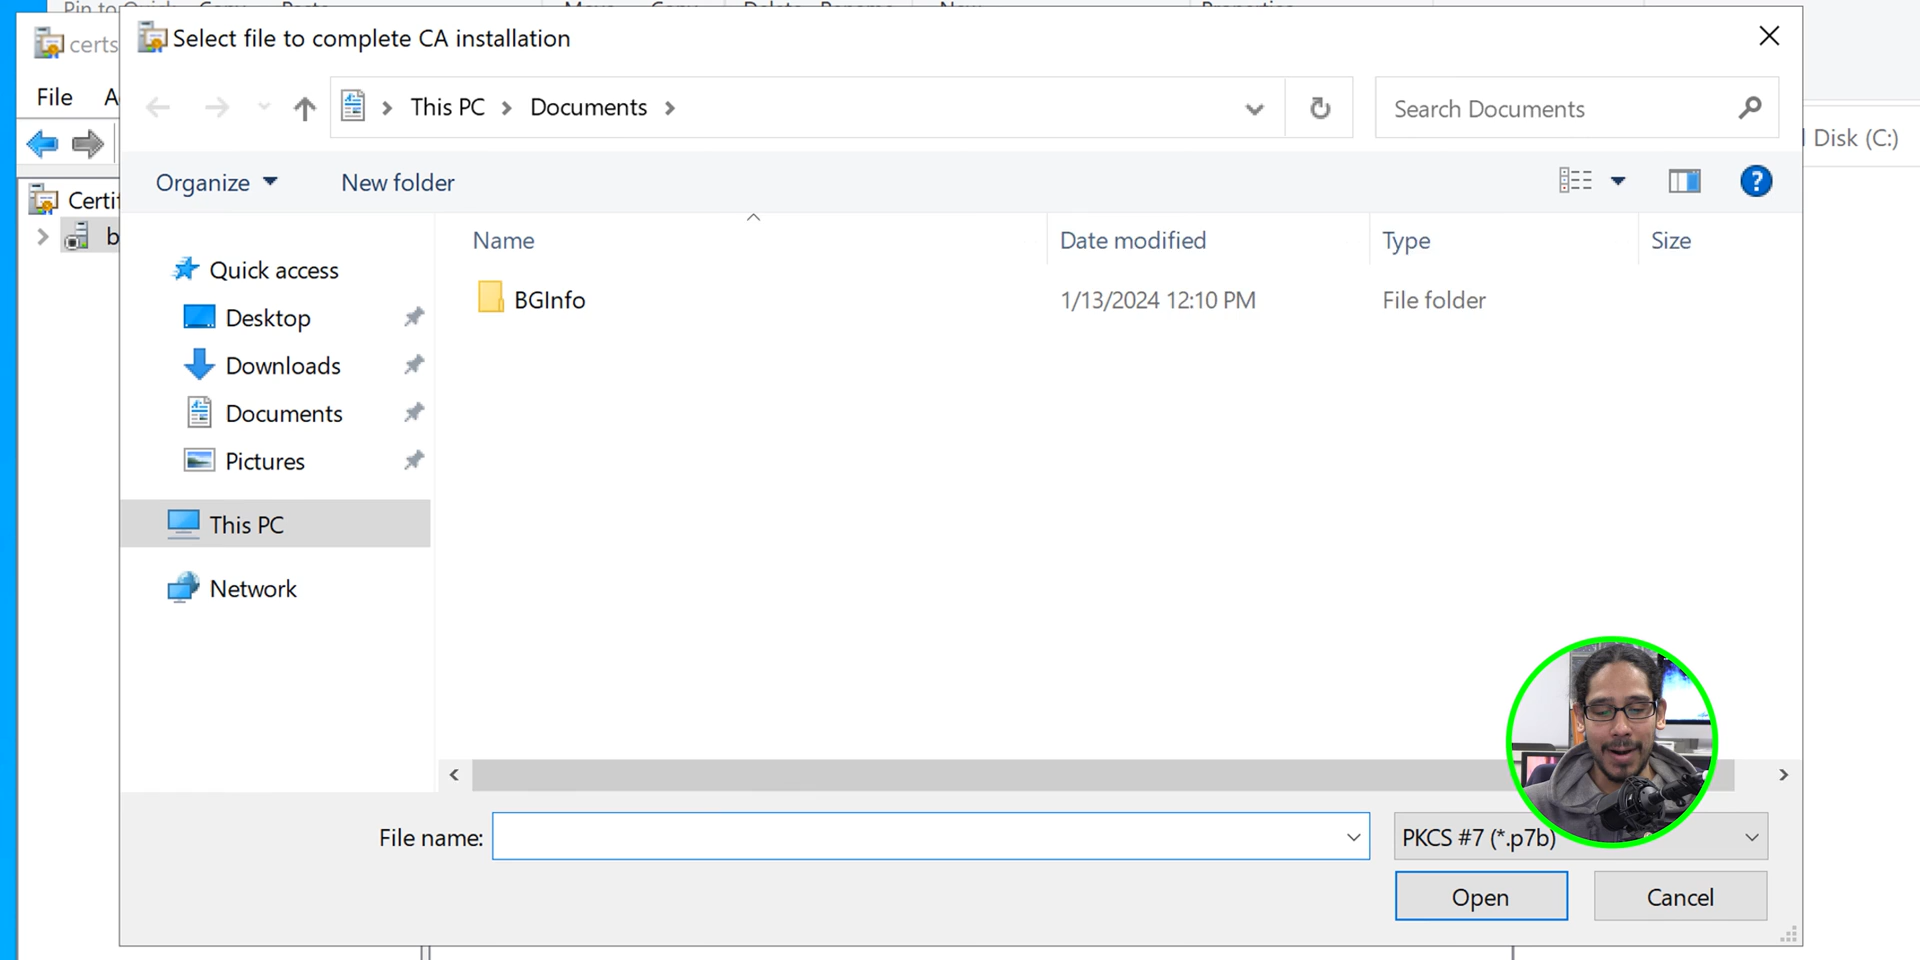 Select file to complete CA installation
certs
File A
This PC > Documents >
Search Documents
Disk (C:)
Organize
New folder
?
Certif
b
Name
Date modified
Type
Size
Quick access
BGInfo
1/13/2024 12:10 PM
File folder
Desktop
Downloads
Documents
Pictures
This PC
Network
File name:
PKCS #7 (*.p7b)
Open
Cancel